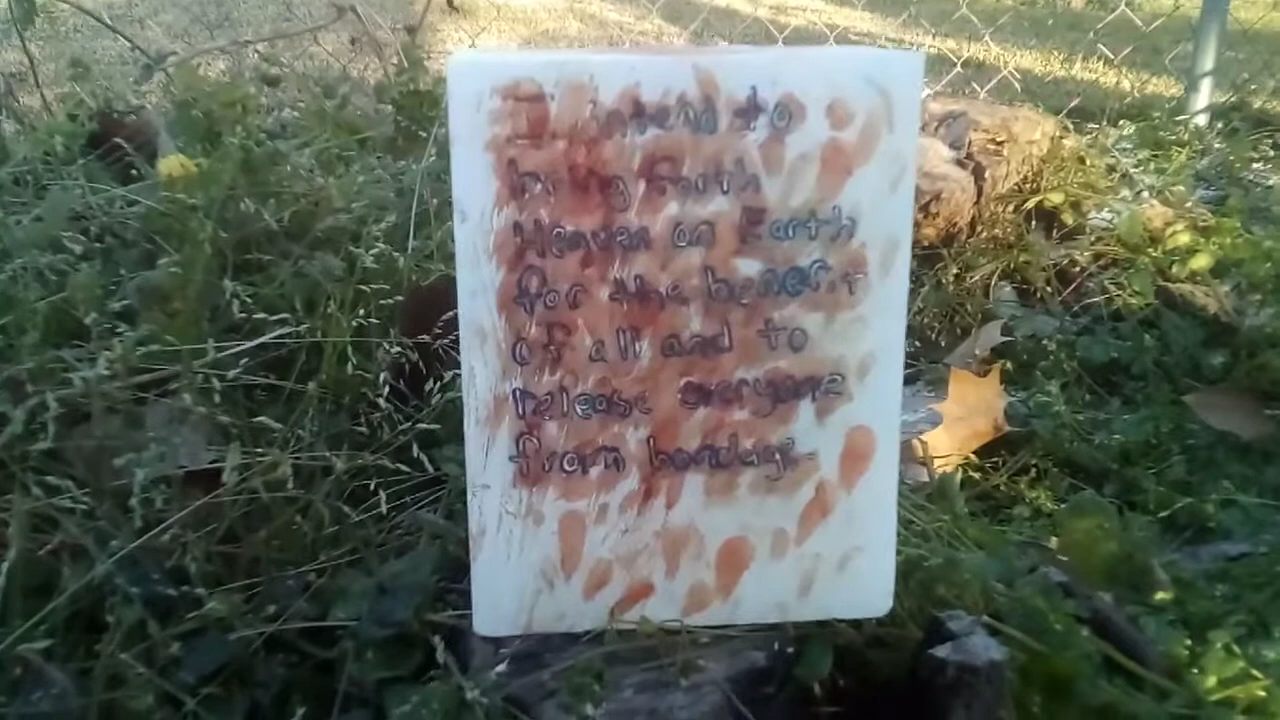 I intend to
bring forth
Heaven on Earth
for the benefit
of all and to
release everyone
from bondage.